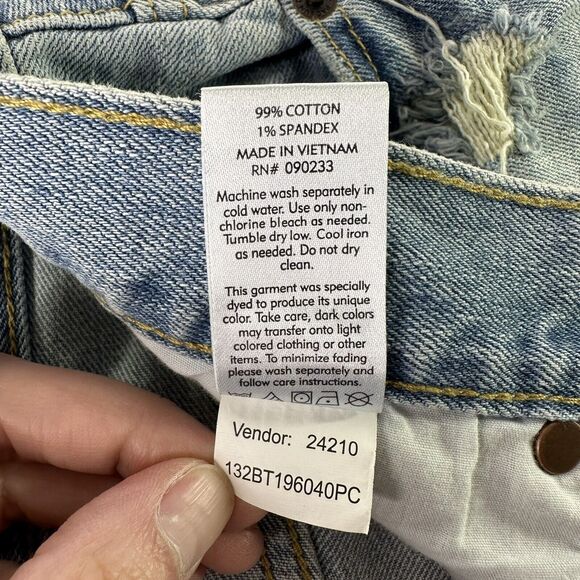 99% COTTON
1% SPANDEX
MADE IN VIETNAM
RN# 090233
Machine wash separately in
cold water. Use only non-
chlorine bleach as needed.
Tumble dry low. Cool iron
as needed. Do not dry
clean.
This garment was specially
dyed to produce its unique
color. Take care, dark colors
may transfer onto light
colored clothing or other
items. To minimize fading
please wash separately and
follow care instructions.
Vendor: 24210
132BT196040PC